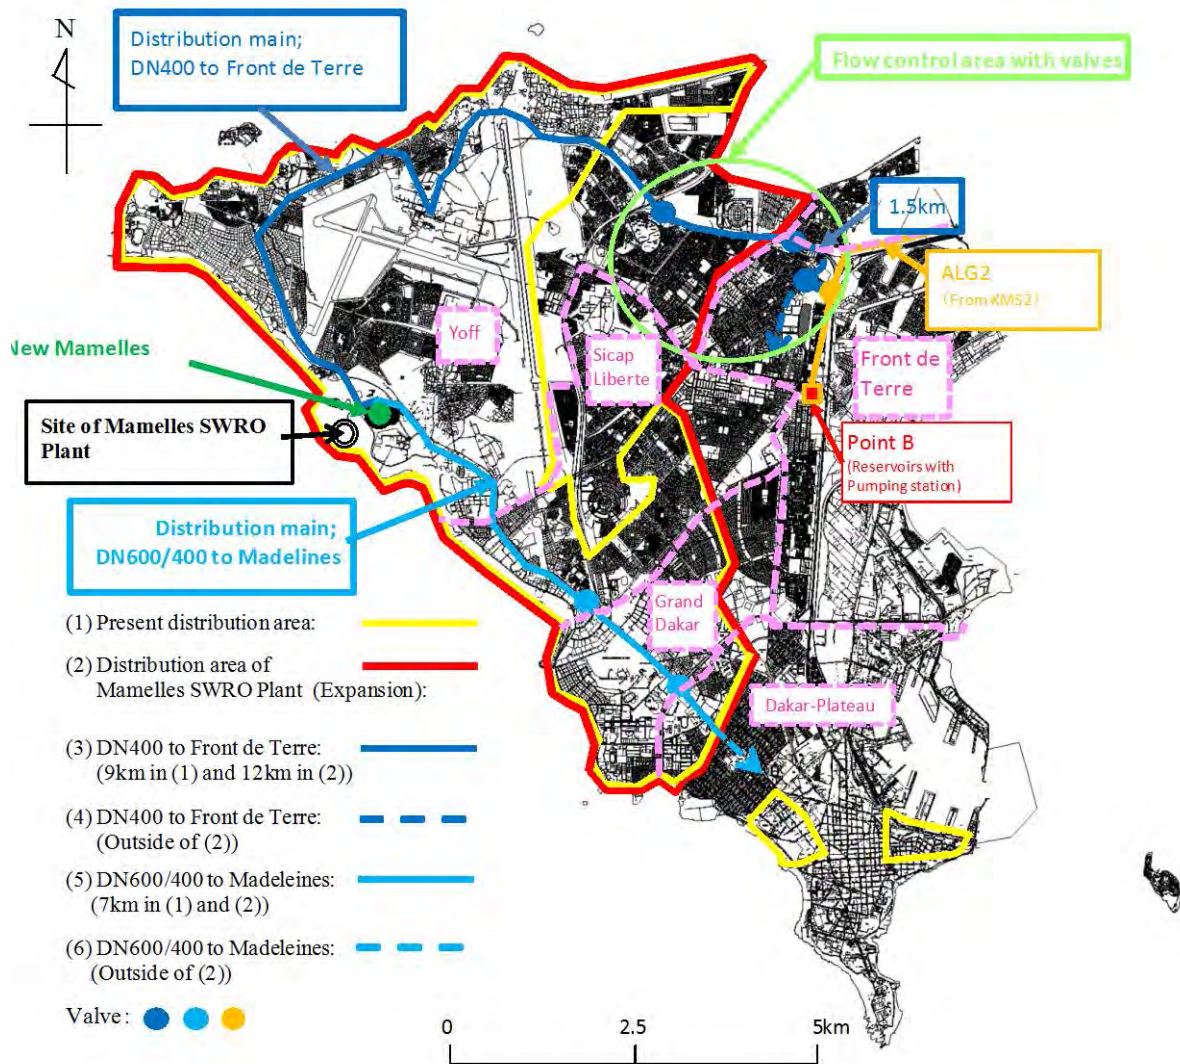 N
Distribution main;
DN400 to Front de Terre
Flow control area with valves
1.5km
ALG2
(From KMS2)
Yoff
Sicap
Liberte
Front de
Terre
New Mamelles
Site of Mamelles SWRO
Plant
Point B
(Reservoirs with
Pumping station)
Distribution main;
DN600/400 to Madelines
Grand
Dakar
Dakar-Plateau
(1) Present distribution area:
(2) Distribution area of
Mamelles SWRO Plant (Expansion):
(3) DN400 to Front de Terre:
(9km in (1) and 12km in (2))
(4) DN400 to Front de Terre:
(Outside of (2))
(5) DN600/400 to Madeleines:
(7km in (1) and (2))
(6) DN600/400 to Madeleines:
(Outside of (2))
Valve:
0 2.5 5km